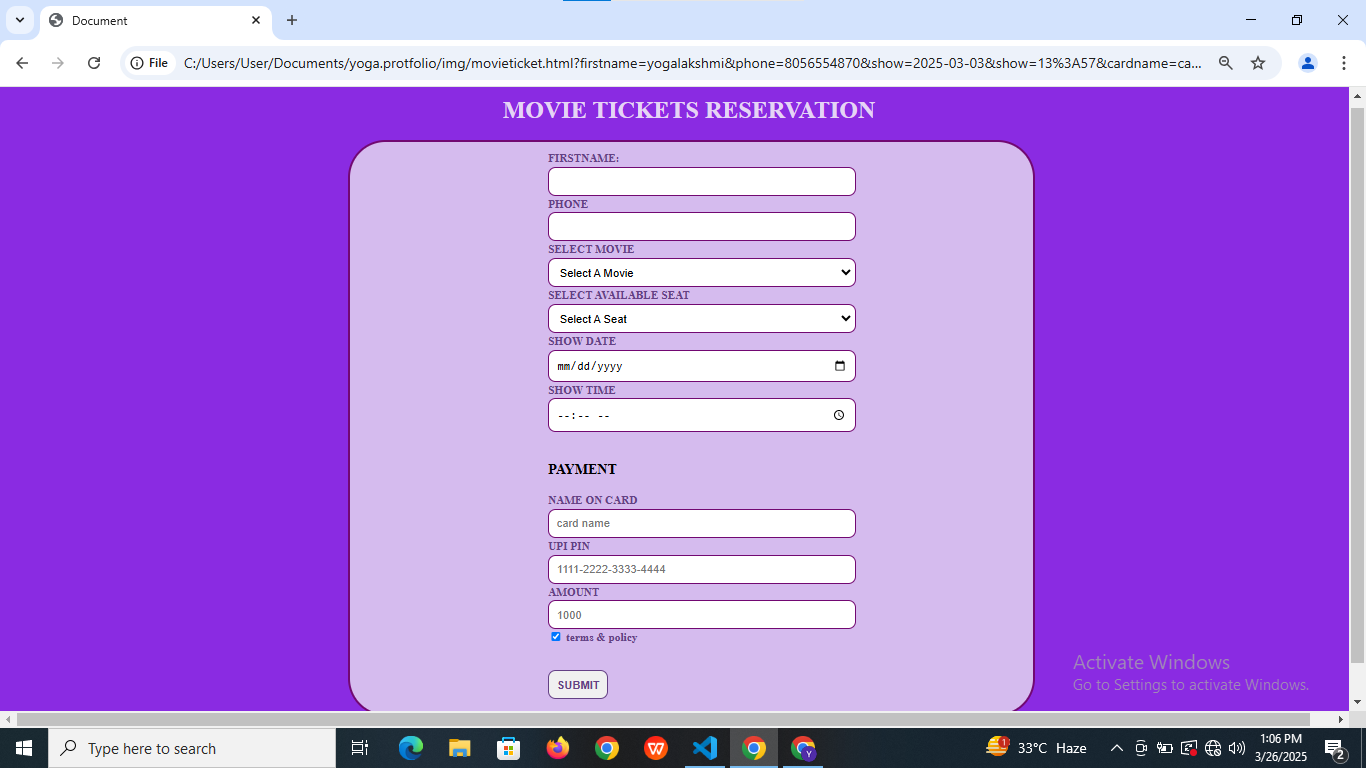 Document
File
C:/Users/User/Documents/yoga.protfolio/img/movieticket.html?firstname=yogalakshmi&phone=8056554870&show=2025-03-03&show=13%3A57&cardname=ca...
MOVIE TICKETS RESERVATION
FIRSTNAME:
PHONE
SELECT MOVIE
Select A Movie
SELECT AVAILABLE SEAT
Select A Seat
SHOW DATE
mm/dd/yyyy
SHOW TIME
--:-- --
PAYMENT
NAME ON CARD
card name
UPI PIN
1111-2222-3333-4444
AMOUNT
1000
terms & policy
SUBMIT
Activate Windows
Go to Settings to activate Windows.
Type here to search
1
33°C Haze
1:06 PM
3/26/2025
2